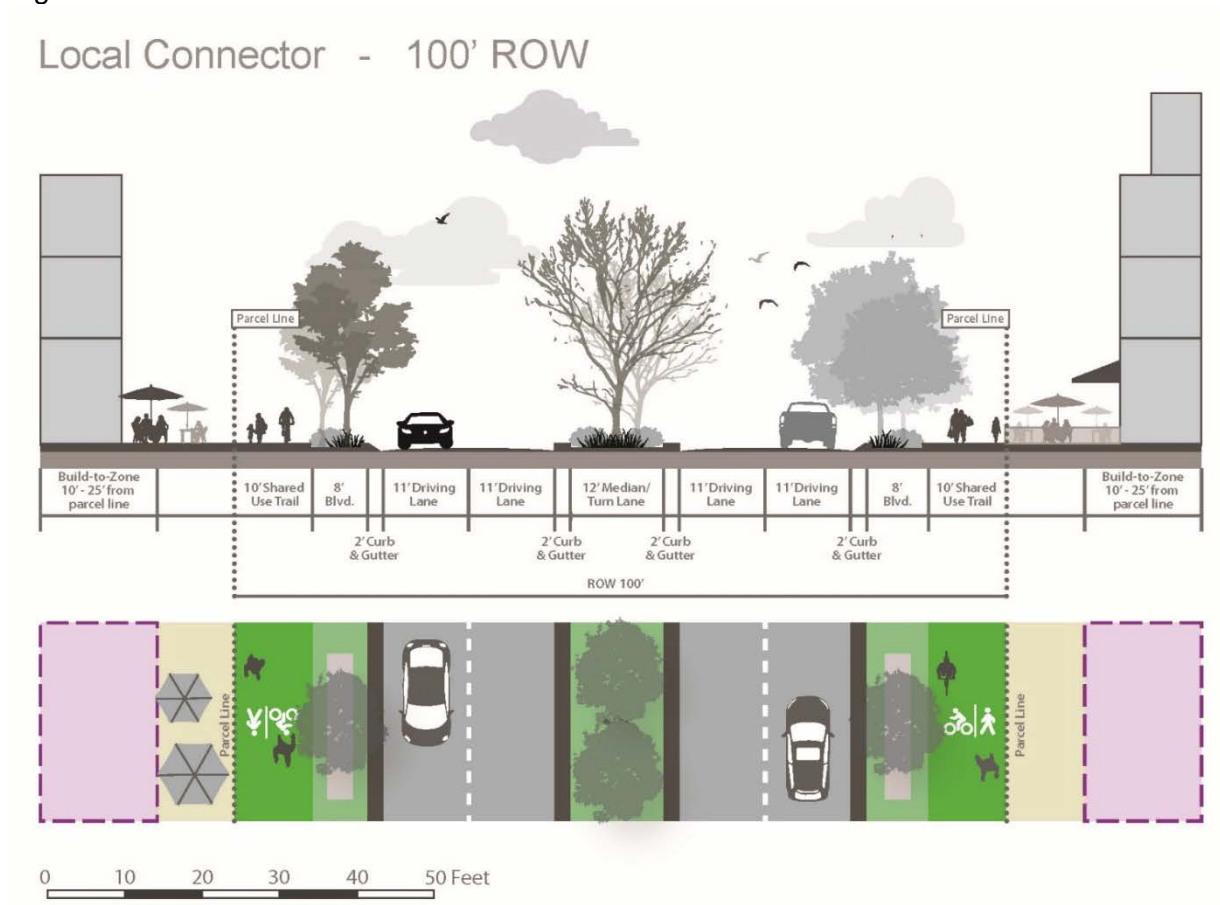 Local Connector - 100' ROW
Parcel Line
Parcel Line
Build-to-Zone
10' - 25' from
parcel line
10' Shared
Use Trail
8'
Blvd.
11' Driving
Lane
11' Driving
Lane
12' Median/
Turn Lane
11' Driving
Lane
11' Driving
Lane
8'
Blvd.
10' Shared
Use Trail
Build-to-Zone
10' - 25' from
parcel line
2' Curb
& Gutter
2' Curb
& Gutter
2' Curb
& Gutter
2' Curb
& Gutter
ROW 100'
Parcel Line
Parcel Line
0 10 20 30 40 50 Feet